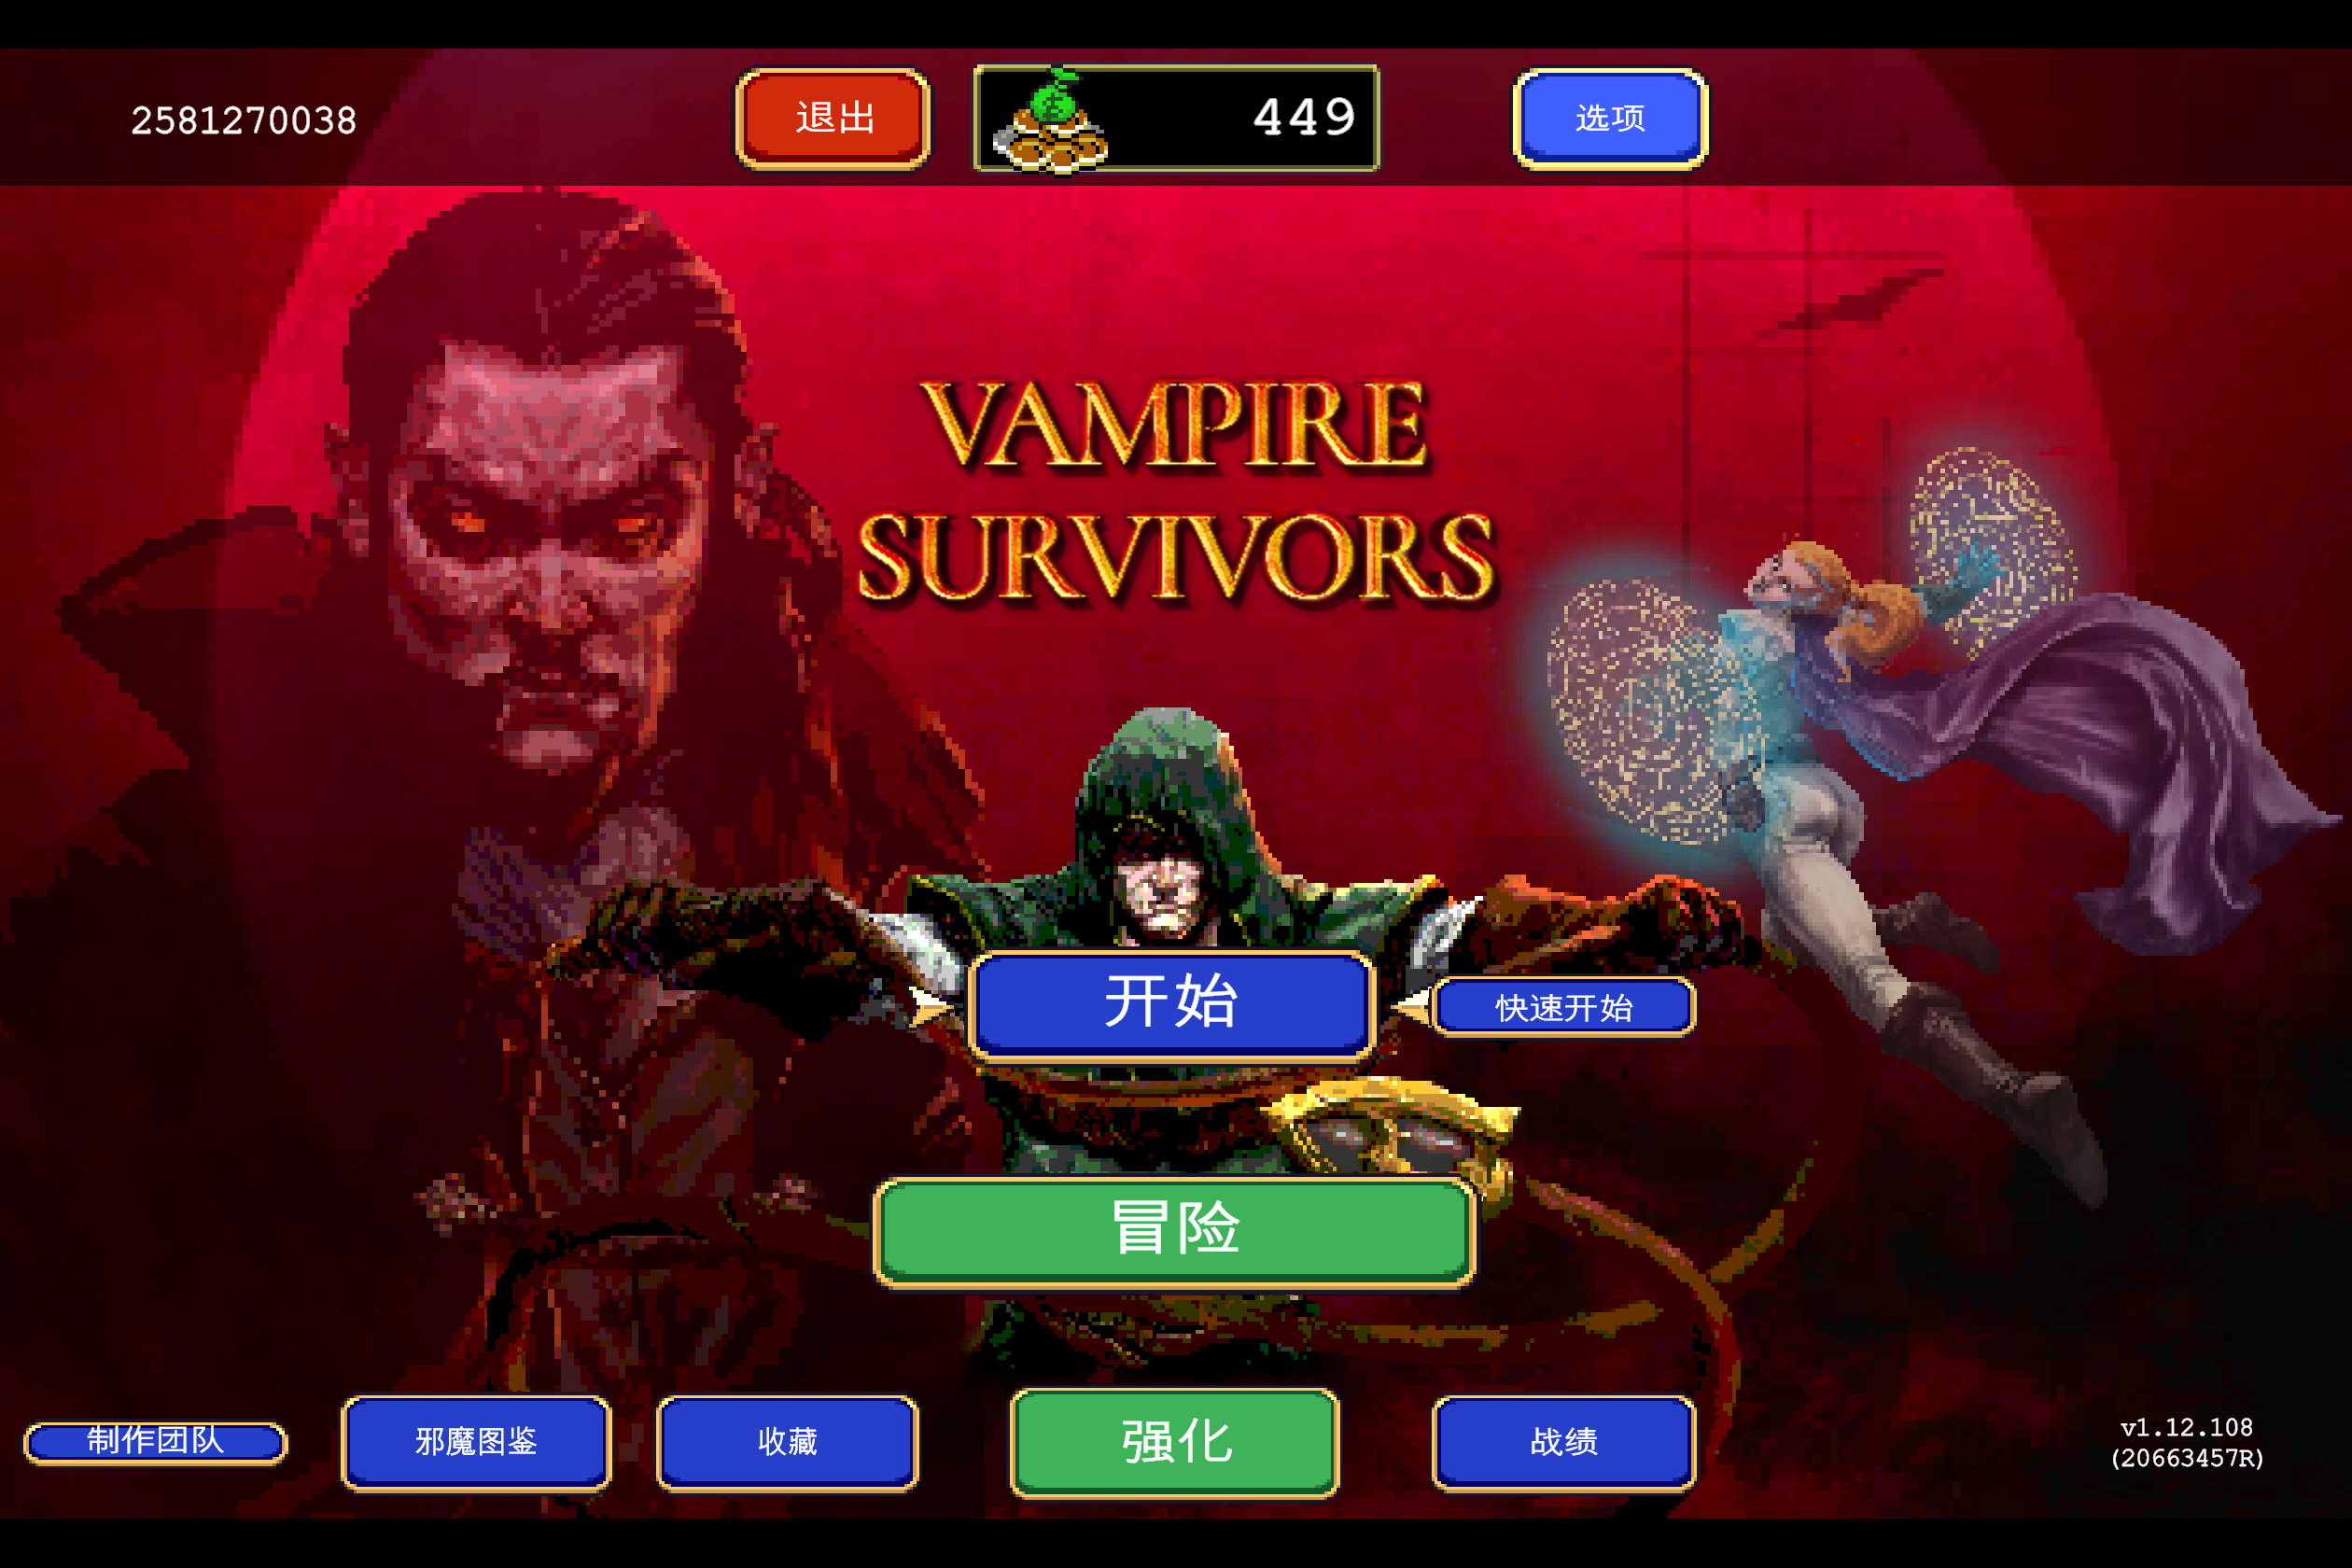 2581270038
退出
449
选项
VAMPIRE
SURVIVORS
开始
快速开始
冒险
制作团队
邪魔图鉴
收藏
强化
战绩
v1.12.108
(20663457R)